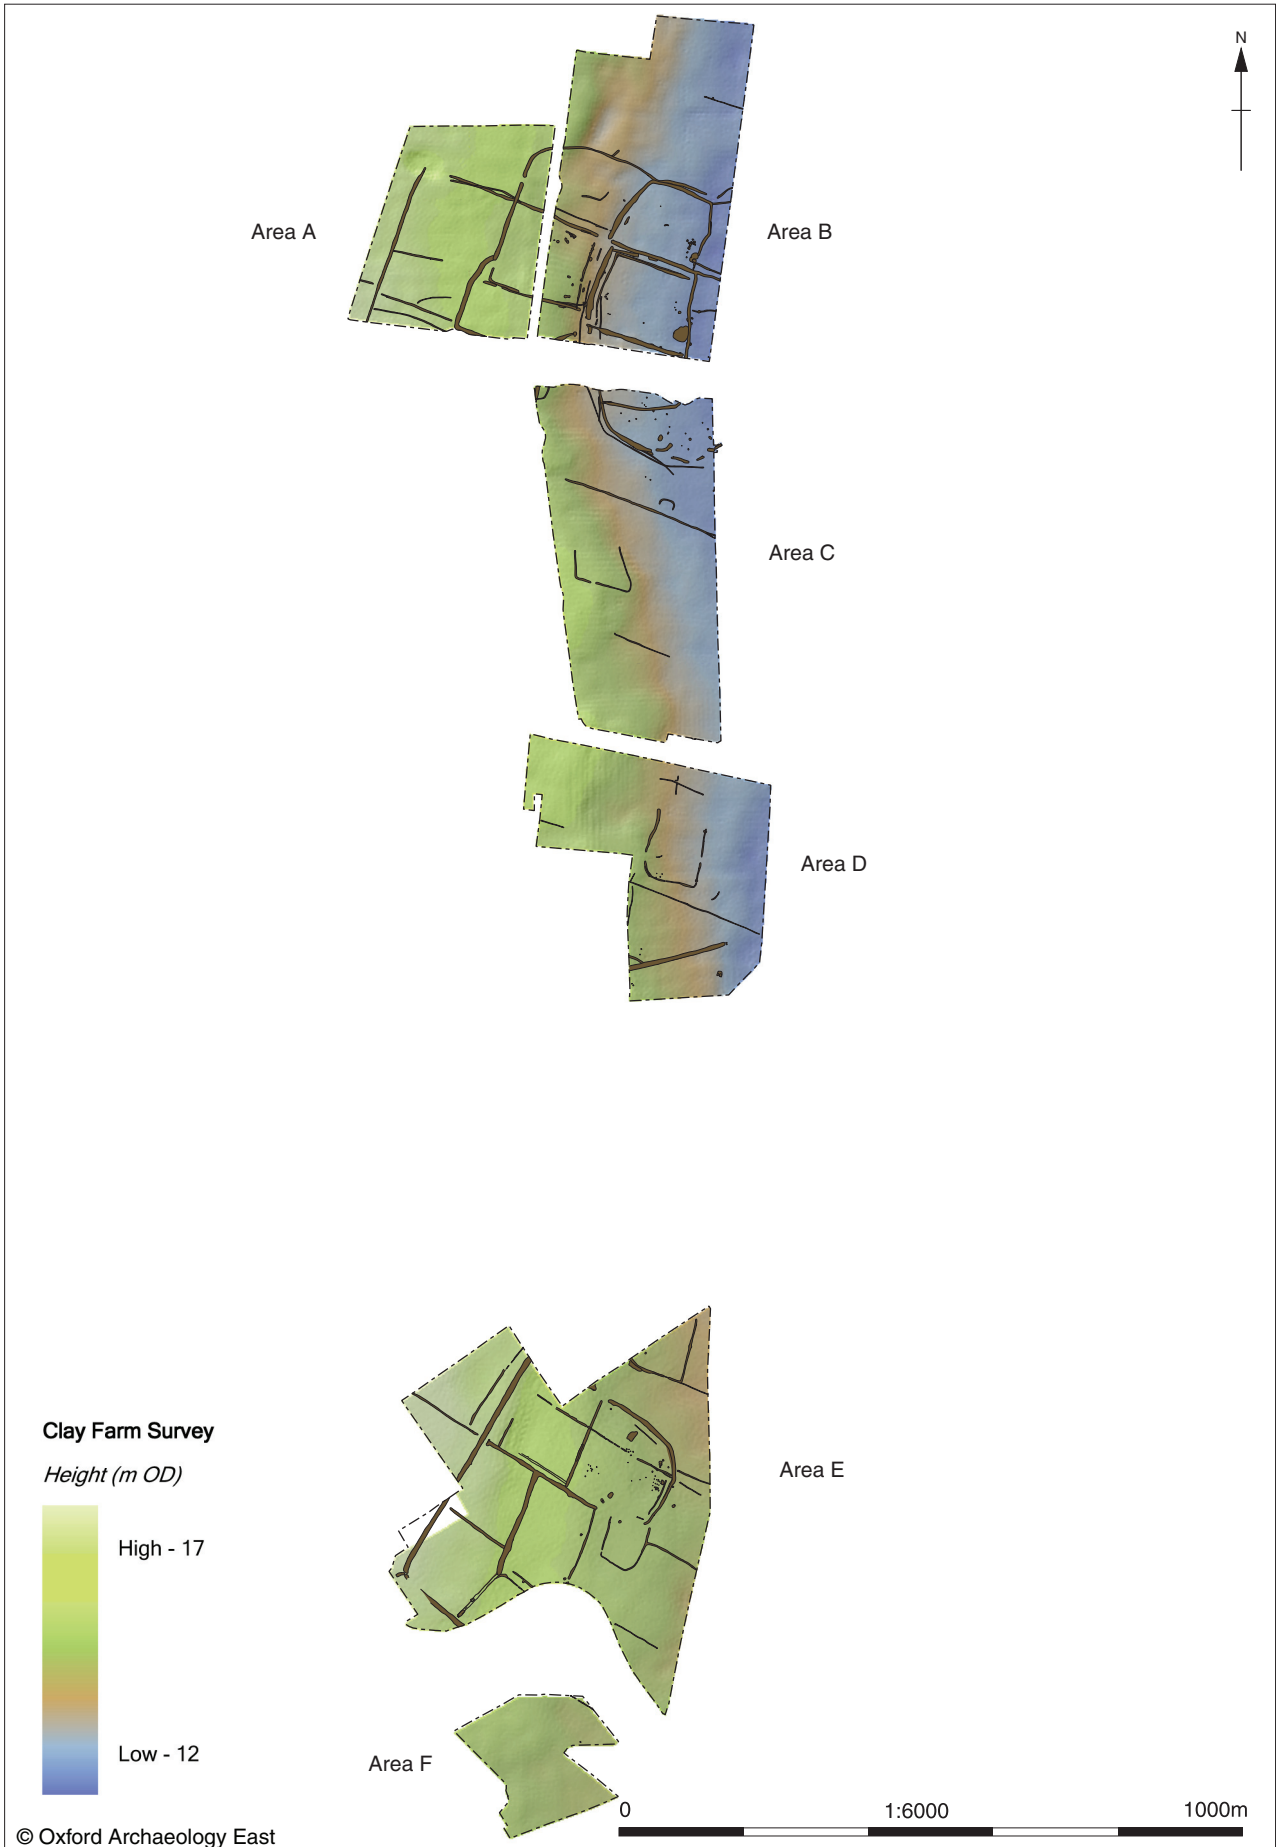 N
Area A
Area B
Area C
Area D
Area E
Clay Farm Survey
Height (m OD)
High - 17
Low - 12
Area F
0 1:6000 1000m
© Oxford Archaeology East